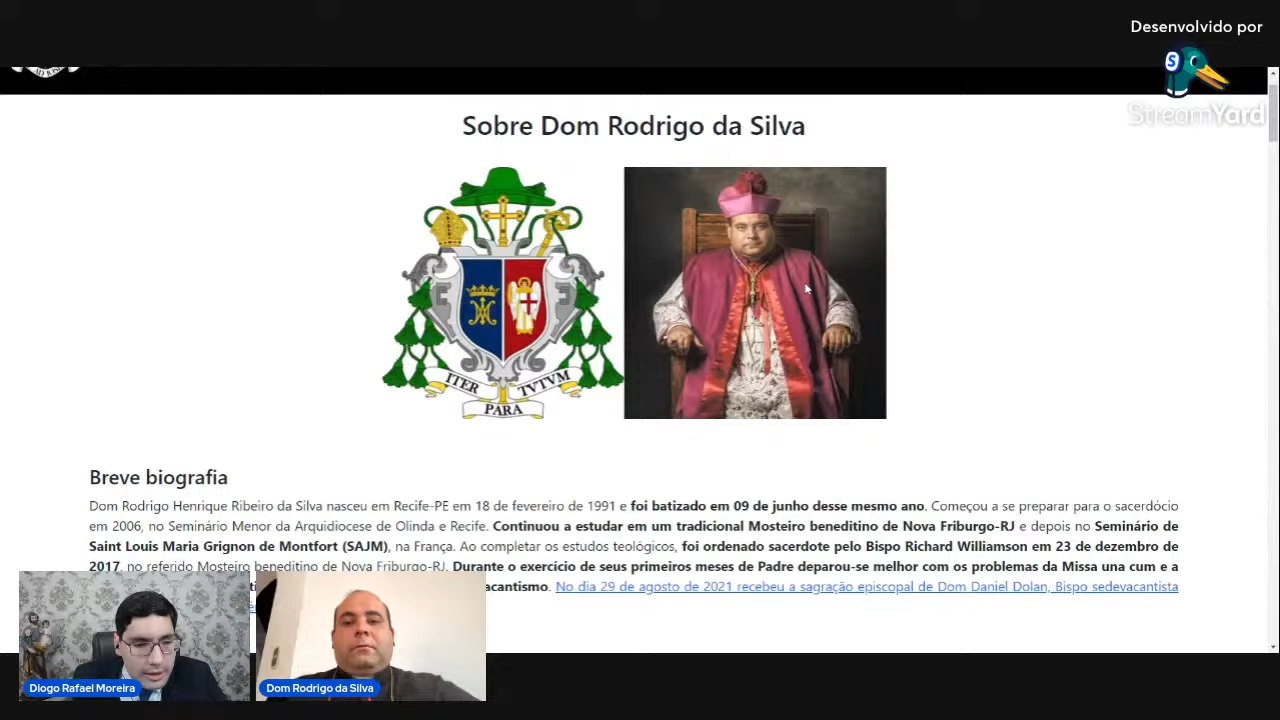 Desenvolvido por
StreamYard
Sobre Dom Rodrigo da Silva
ITER
TVTVM
PARA
Breve biografia
Dom Rodrigo Henrique Ribeiro da Silva nasceu em Recife-PE em 18 de fevereiro de 1991 e foi batizado em 09 de junho desse mesmo ano. Começou a se preparar para o sacerdócio
em 2006, no Seminário Menor da Arquidiocese de Olinda e Recife. Continuou a estudar em um tradicional Mosteiro beneditino de Nova Friburgo-RJ e depois no Seminário de
Saint Louis Maria Grignon de Montfort (SAJM), na França. Ao completar os estudos teológicos, foi ordenado sacerdote pelo Bispo Richard Williamson em 23 de dezembro de
2017, no referido Mosteiro beneditino de Nova Friburgo-RJ. Durante o exercício de seus primeiros meses de Padre deparou-se melhor com os problemas da Missa una cum e a
acantismo. No dia 29 de agosto de 2021 recebeu a sagração episcopal de Dom Daniel Dolan, Bispo sedevacantista
Diogo Rafael Moreira
Dom Rodrigo da Silva